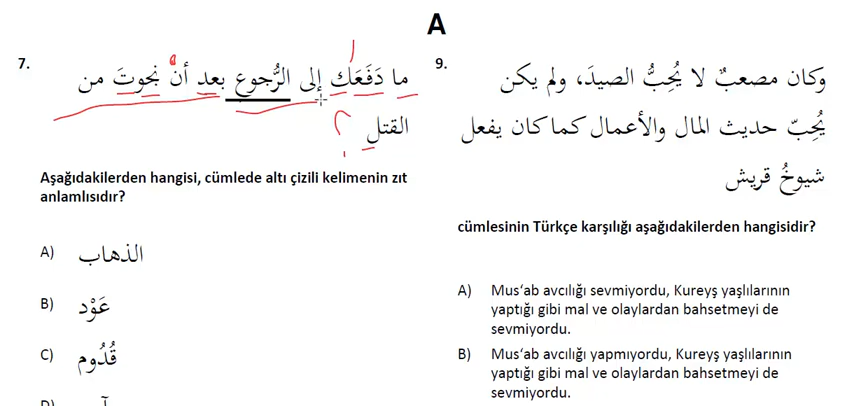 A
7.
ما دَفَعَك إلى الرُّجوع بعد أن نجوتَ من
القتل
Aşağıdakilerden hangisi, cümlede altı çizili kelimenin zıt
anlamlısıdır?
A) الذهاب
B) عَوْد
C) قُدُوم
D)
9.
وكان مصعبٌ لا يُحِبُّ الصيدَ، ولم يكن
يُحِبّ حديث المال والأعمال كما كان يفعل
شيوخُ قريش
cümlesinin Türkçe karşılığı aşağıdakilerden hangisidir?
A) Mus‘ab avcılığı sevmiyordu, Kureyş yaşlılarının
yaptığı gibi mal ve olaylardan bahsetmeyi de
sevmiyordu.
B) Mus‘ab avcılığı yapmıyordu, Kureyş yaşlılarının
yaptığı gibi mal ve olaylardan bahsetmeyi de
sevmiyordu.